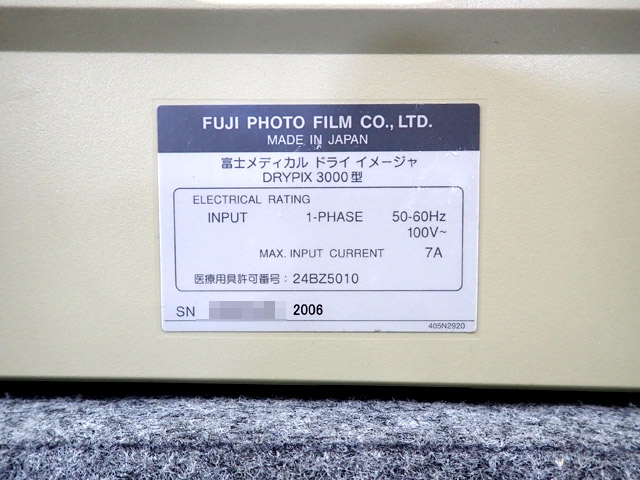 FUJI PHOTO FILM CO., LTD.
MADE IN JAPAN
富士メディカル ドライ イメージャ
DRYPIX 3000型
ELECTRICAL RATING
INPUT 1-PHASE 50-60Hz
100V~
MAX. INPUT CURRENT 7A
医療用具許可番号：24BZ5010
SN 2006
405N2920